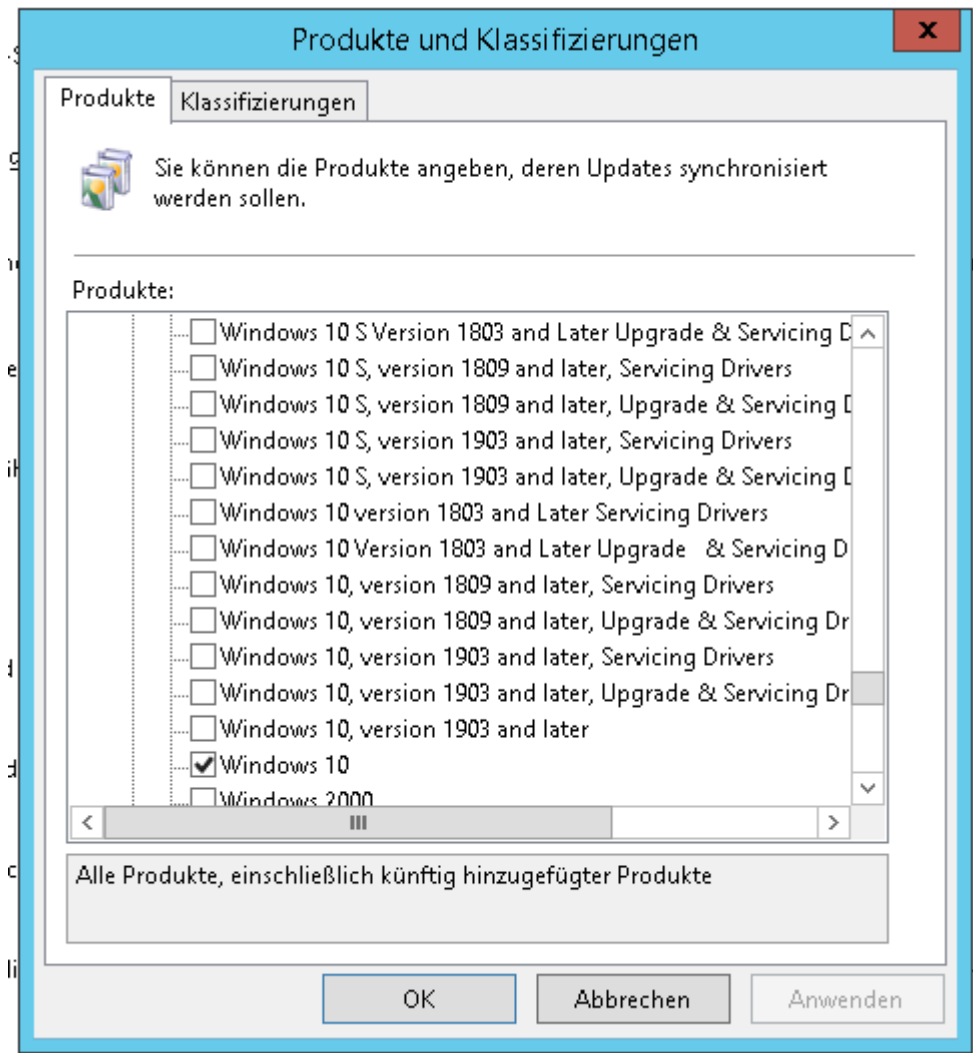 Produkte und Klassifizierungen
x
Produkte
Klassifizierungen
Sie können die Produkte angeben, deren Updates synchronisiert
werden sollen.
Produkte:
Windows 10 S Version 1803 and Later Upgrade & Servicing D
Windows 10 S, version 1809 and later, Servicing Drivers
Windows 10 S, version 1809 and later, Upgrade & Servicing D
Windows 10 S, version 1903 and later, Servicing Drivers
Windows 10 S, version 1903 and later, Upgrade & Servicing D
Windows 10 version 1803 and Later Servicing Drivers
Windows 10 Version 1803 and Later Upgrade & Servicing D
Windows 10, version 1809 and later, Servicing Drivers
Windows 10, version 1809 and later, Upgrade & Servicing Dr
Windows 10, version 1903 and later, Servicing Drivers
Windows 10, version 1903 and later, Upgrade & Servicing Dr
Windows 10, version 1903 and later
Windows 10
Windows 2000
Alle Produkte, einschließlich künftig hinzugefügter Produkte
OK
Abbrechen
Anwenden